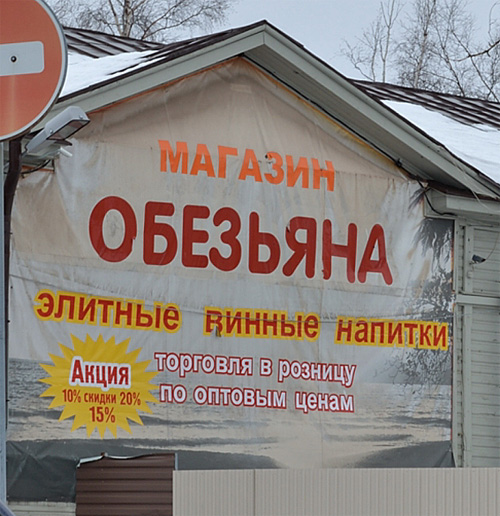 МАГАЗИН
ОБЕЗЬЯНА
элитные винные напитки
Акция
10% скидки 20%
15%
торговля в розницу
по оптовым ценам